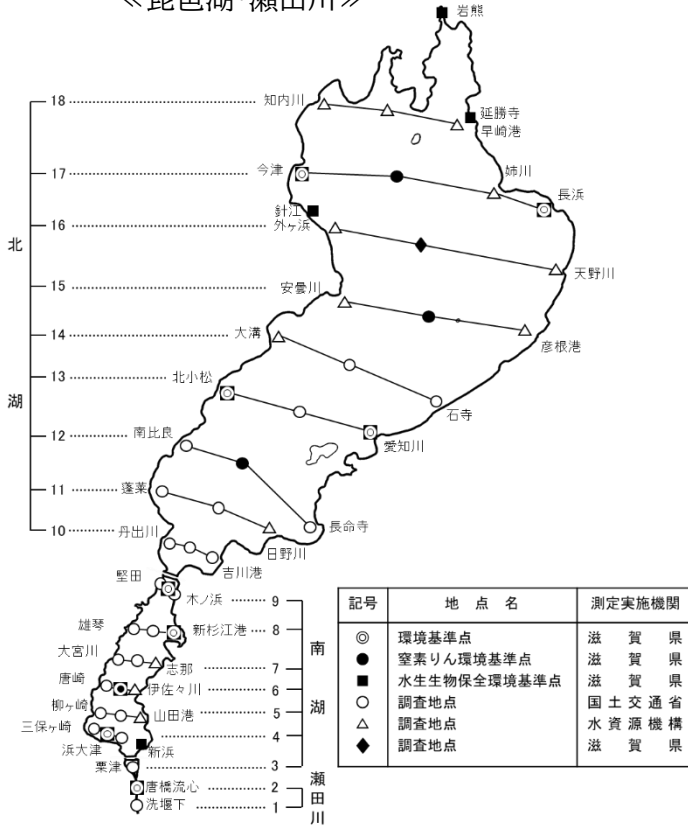 ≪琵琶湖・瀬田川≫
岩熊
18
知内川
延勝寺
早崎港
17
今津
姉川
長浜
針江
16
外ヶ浜
北
天野川
15
安曇川
14
大溝
彦根港
13
北小松
湖
石寺
12
南比良
愛知川
11
蓬莱
10
丹出川
長命寺
日野川
吉川港
堅田
木ノ浜
9
雄琴
新杉江港
8
南
大宮川
志那
7
唐崎
伊佐々川
6
湖
柳ヶ崎
山田港
5
三保ヶ崎
4
浜大津
新浜
粟津
3
瀬田川
唐橋流心
2
洗堰下
1
記号 地点名 測定実施機関
◎ 環境基準点 滋賀県
● 窒素りん環境基準点 滋賀県
■ 水生生物保全環境基準点 滋賀県
○ 調査地点 国土交通省
△ 調査地点 水資源機構
◆ 調査地点 滋賀県